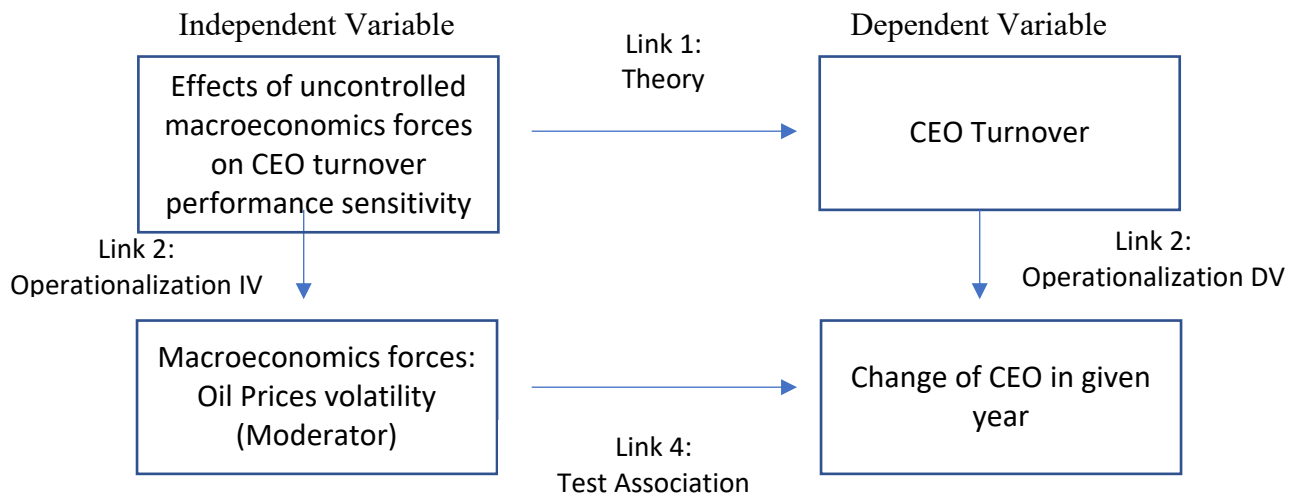 Independent Variable
Dependent Variable
Link 1:
Theory
Effects of uncontrolled
macroeconomics forces
on CEO turnover
performance sensitivity
CEO Turnover
Link 2:
Operationalization IV
Link 2:
Operationalization DV
Macroeconomics forces:
Oil Prices volatility
(Moderator)
Change of CEO in given
year
Link 4:
Test Association